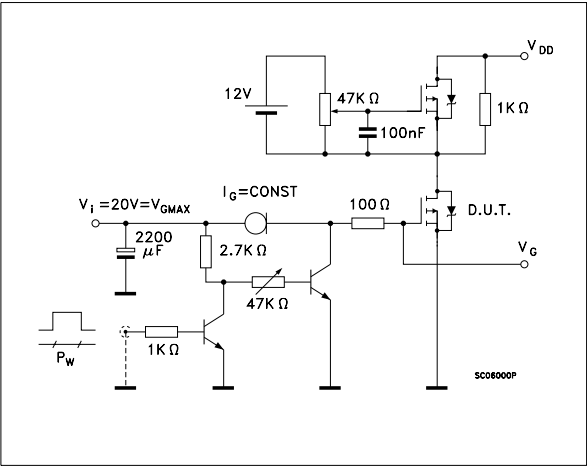 V DD
12V
47K Ω
1K Ω
100nF
I G =CONST
V i =20V=V GMAX
100 Ω
D.U.T.
2200
μF
2.7K Ω
V G
47K Ω
1K Ω
P W
SC06000P